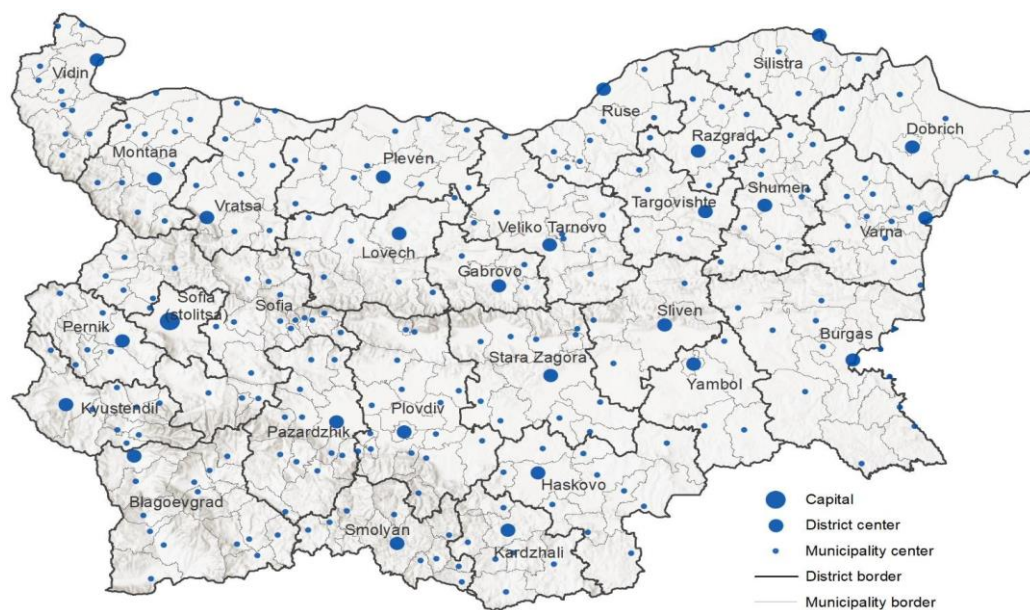 Vidin
Silistra
Ruse
Dobrich
Razgrad
Montana
Pleven
Shumen
Targovishte
Vratsa
Veliko Tarnovo
Varna
Lovech
Gabrovo
Sofia
(stolitsa)
Sofia
Pernik
Sliven
Burgas
Stara Zagora
Yambol
Kyustendil
Plovdiv
Pazardzhik
Haskovo
Blagoevgrad
Smolyan
Kardzhali
Capital
District center
Municipality center
District border
Municipality border